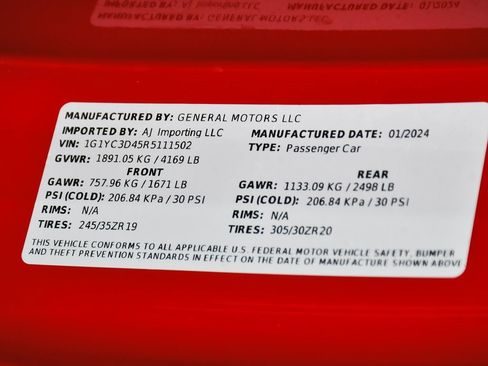 MANUFACTURED BY: GENERAL MOTORS LLC
IMPORTED BY: AJ Importing LLC MANUFACTURED DATE: 01/2024
VIN: 1G1YC3D45R5111502 TYPE: Passenger Car
GVWR: 1891.05 KG / 4169 LB
FRONT REAR
GAWR: 757.96 KG / 1671 LB GAWR: 1133.09 KG / 2498 LB
PSI (COLD): 206.84 KPA / 30 PSI PSI (COLD): 206.84 KPA / 30 PSI
RIMS: N/A RIMS: N/A
TIRES: 245/35ZR19 TIRES: 305/30ZR20
THIS VEHICLE CONFORMS TO ALL APPLICABLE U.S. FEDERAL MOTOR VEHICLE SAFETY, BUMPER
AND THEFT PREVENTION STANDARDS IN EFFECT ON THE DATE OF MANUFACTURE SHOWN ABOVE